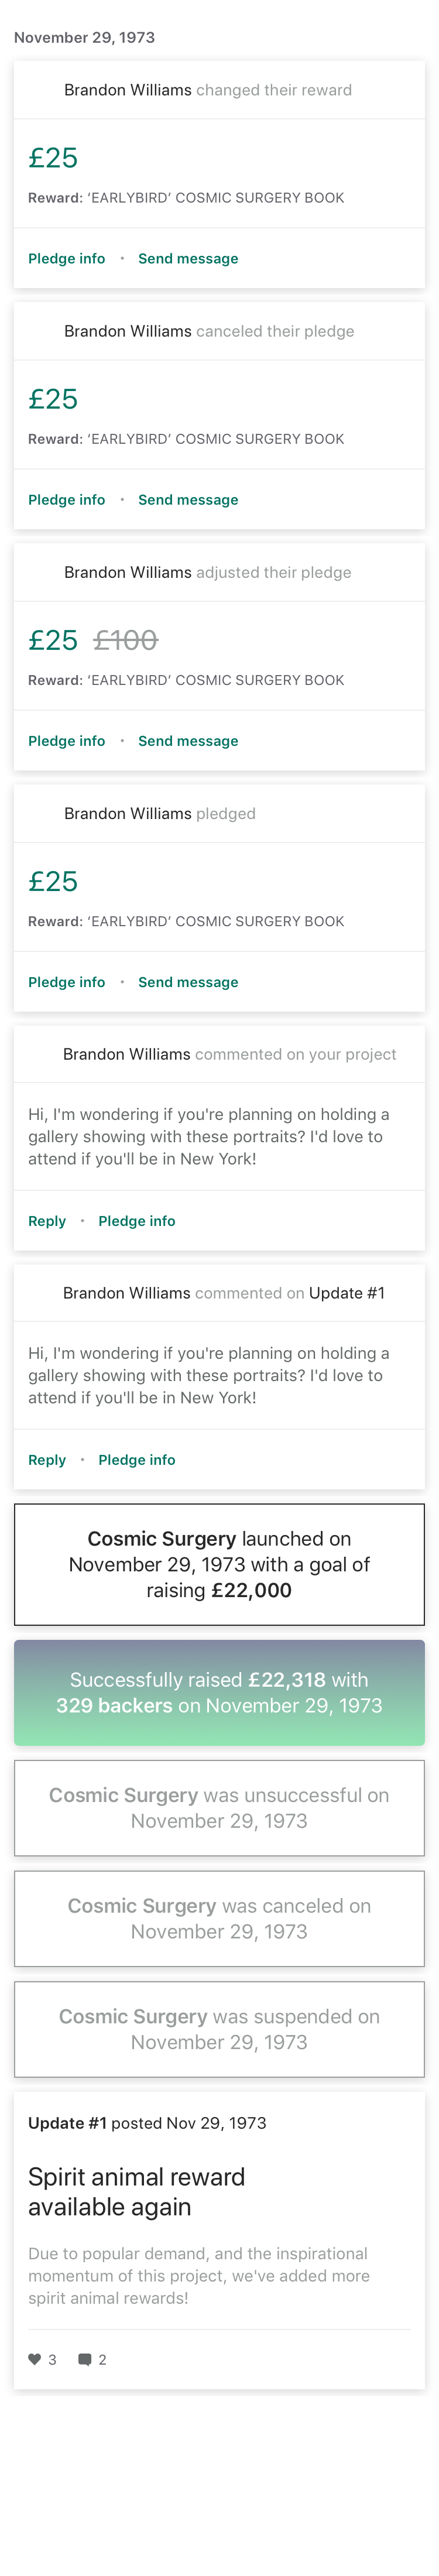 November 29, 1973
Brandon Williams changed their reward
£25
Reward: ‘EARLYBIRD’ COSMIC SURGERY BOOK
Pledge info • Send message
Brandon Williams canceled their pledge
£25
Reward: ‘EARLYBIRD’ COSMIC SURGERY BOOK
Pledge info • Send message
Brandon Williams adjusted their pledge
£25 £100
Reward: ‘EARLYBIRD’ COSMIC SURGERY BOOK
Pledge info • Send message
Brandon Williams pledged
£25
Reward: ‘EARLYBIRD’ COSMIC SURGERY BOOK
Pledge info • Send message
Brandon Williams commented on your project
Hi, I'm wondering if you're planning on holding a
gallery showing with these portraits? I'd love to
attend if you'll be in New York!
Reply • Pledge info
Brandon Williams commented on Update #1
Hi, I'm wondering if you're planning on holding a
gallery showing with these portraits? I'd love to
attend if you'll be in New York!
Reply • Pledge info
Cosmic Surgery launched on
November 29, 1973 with a goal of
raising £22,000
Successfully raised £22,318 with
329 backers on November 29, 1973
Cosmic Surgery was unsuccessful on
November 29, 1973
Cosmic Surgery was canceled on
November 29, 1973
Cosmic Surgery was suspended on
November 29, 1973
Update #1 posted Nov 29, 1973
Spirit animal reward
available again
Due to popular demand, and the inspirational
momentum of this project, we've added more
spirit animal rewards!
3 2